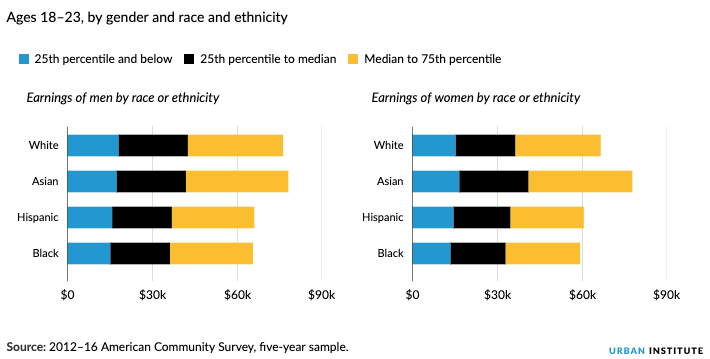 Ages 18–23, by gender and race and ethnicity
25th percentile and below 25th percentile to median Median to 75th percentile
Earnings of men by race or ethnicity
White
Asian
Hispanic
Black
$0 $30k $60k $90k
Earnings of women by race or ethnicity
White
Asian
Hispanic
Black
$0 $30k $60k $90k
Source: 2012–16 American Community Survey, five-year sample.
URBAN INSTITUTE